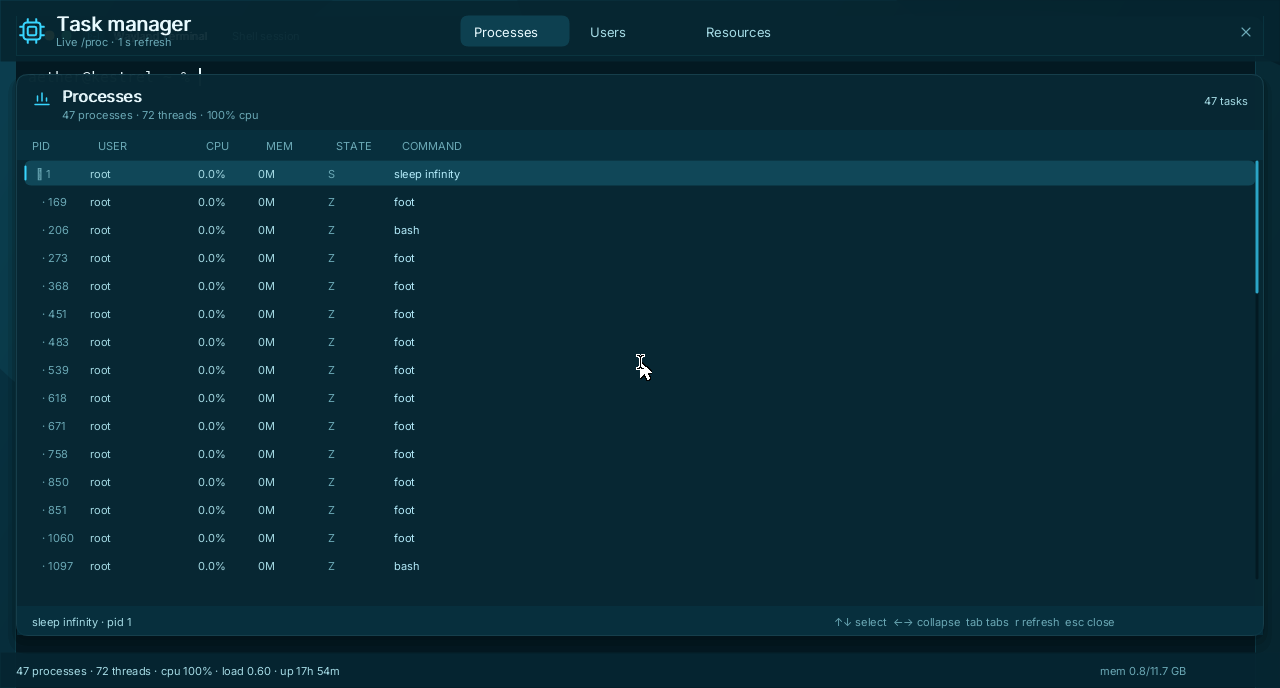 Task manager
Live /proc · 1 s refresh
Processes
Users
Resources
Processes
47 processes · 72 threads · 100% cpu
47 tasks
PID USER CPU MEM STATE COMMAND
1 root 0.0% 0M S sleep infinity
· 169 root 0.0% 0M Z foot
· 206 root 0.0% 0M Z bash
· 273 root 0.0% 0M Z foot
· 368 root 0.0% 0M Z foot
· 451 root 0.0% 0M Z foot
· 483 root 0.0% 0M Z foot
· 539 root 0.0% 0M Z foot
· 618 root 0.0% 0M Z foot
· 671 root 0.0% 0M Z foot
· 758 root 0.0% 0M Z foot
· 850 root 0.0% 0M Z foot
· 851 root 0.0% 0M Z foot
· 1060 root 0.0% 0M Z foot
· 1097 root 0.0% 0M Z bash
sleep infinity · pid 1
↑↓ select ←→ collapse tab tabs r refresh esc close
47 processes · 72 threads · cpu 100% · load 0.60 · up 17h 54m
mem 0.8/11.7 GB